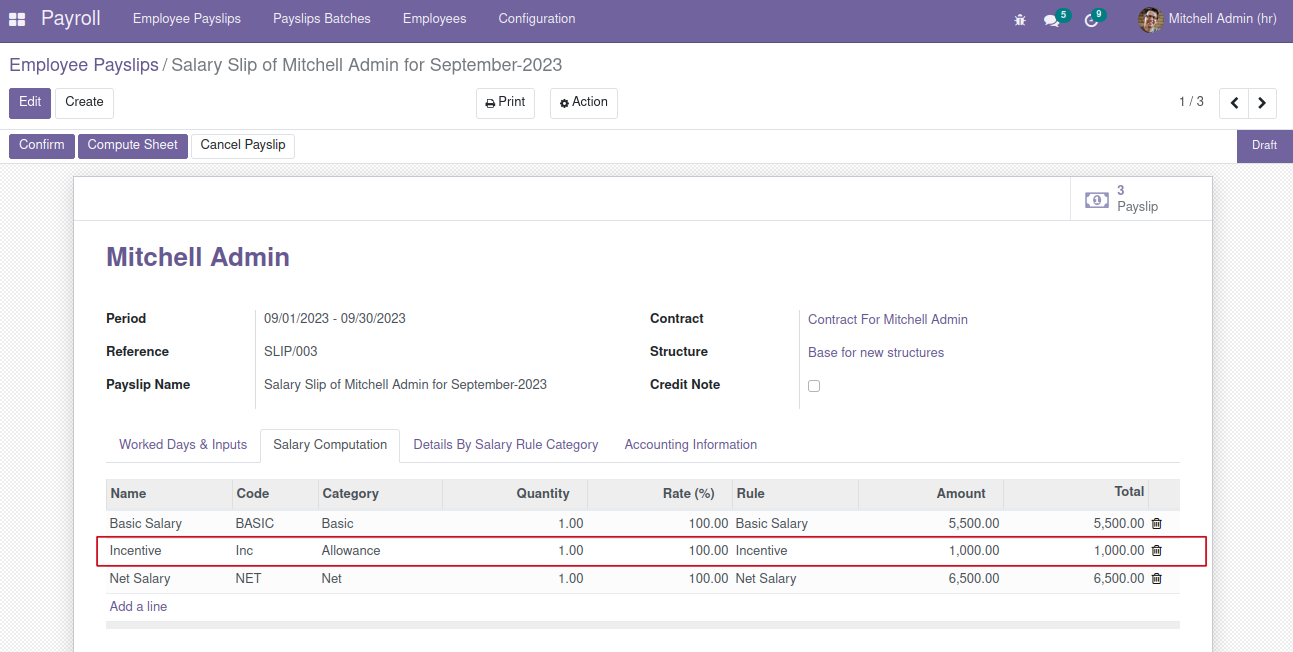 Payroll Employee Payslips Payslips Batches Employees Configuration 5 9 Mitchell Admin (hr)
Employee Payslips / Salary Slip of Mitchell Admin for September-2023
Edit Create Print Action 1 / 3
Confirm Compute Sheet Cancel Payslip Draft
3
Payslip
Mitchell Admin
Period 09/01/2023 - 09/30/2023 Contract Contract For Mitchell Admin
Reference SLIP/003 Structure Base for new structures
Payslip Name Salary Slip of Mitchell Admin for September-2023 Credit Note
Worked Days & Inputs Salary Computation Details By Salary Rule Category Accounting Information
Name Code Category Quantity Rate (%) Rule Amount Total
Basic Salary BASIC Basic 1.00 100.00 Basic Salary 5,500.00 5,500.00
Incentive Inc Allowance 1.00 100.00 Incentive 1,000.00 1,000.00
Net Salary NET Net 1.00 100.00 Net Salary 6,500.00 6,500.00
Add a line